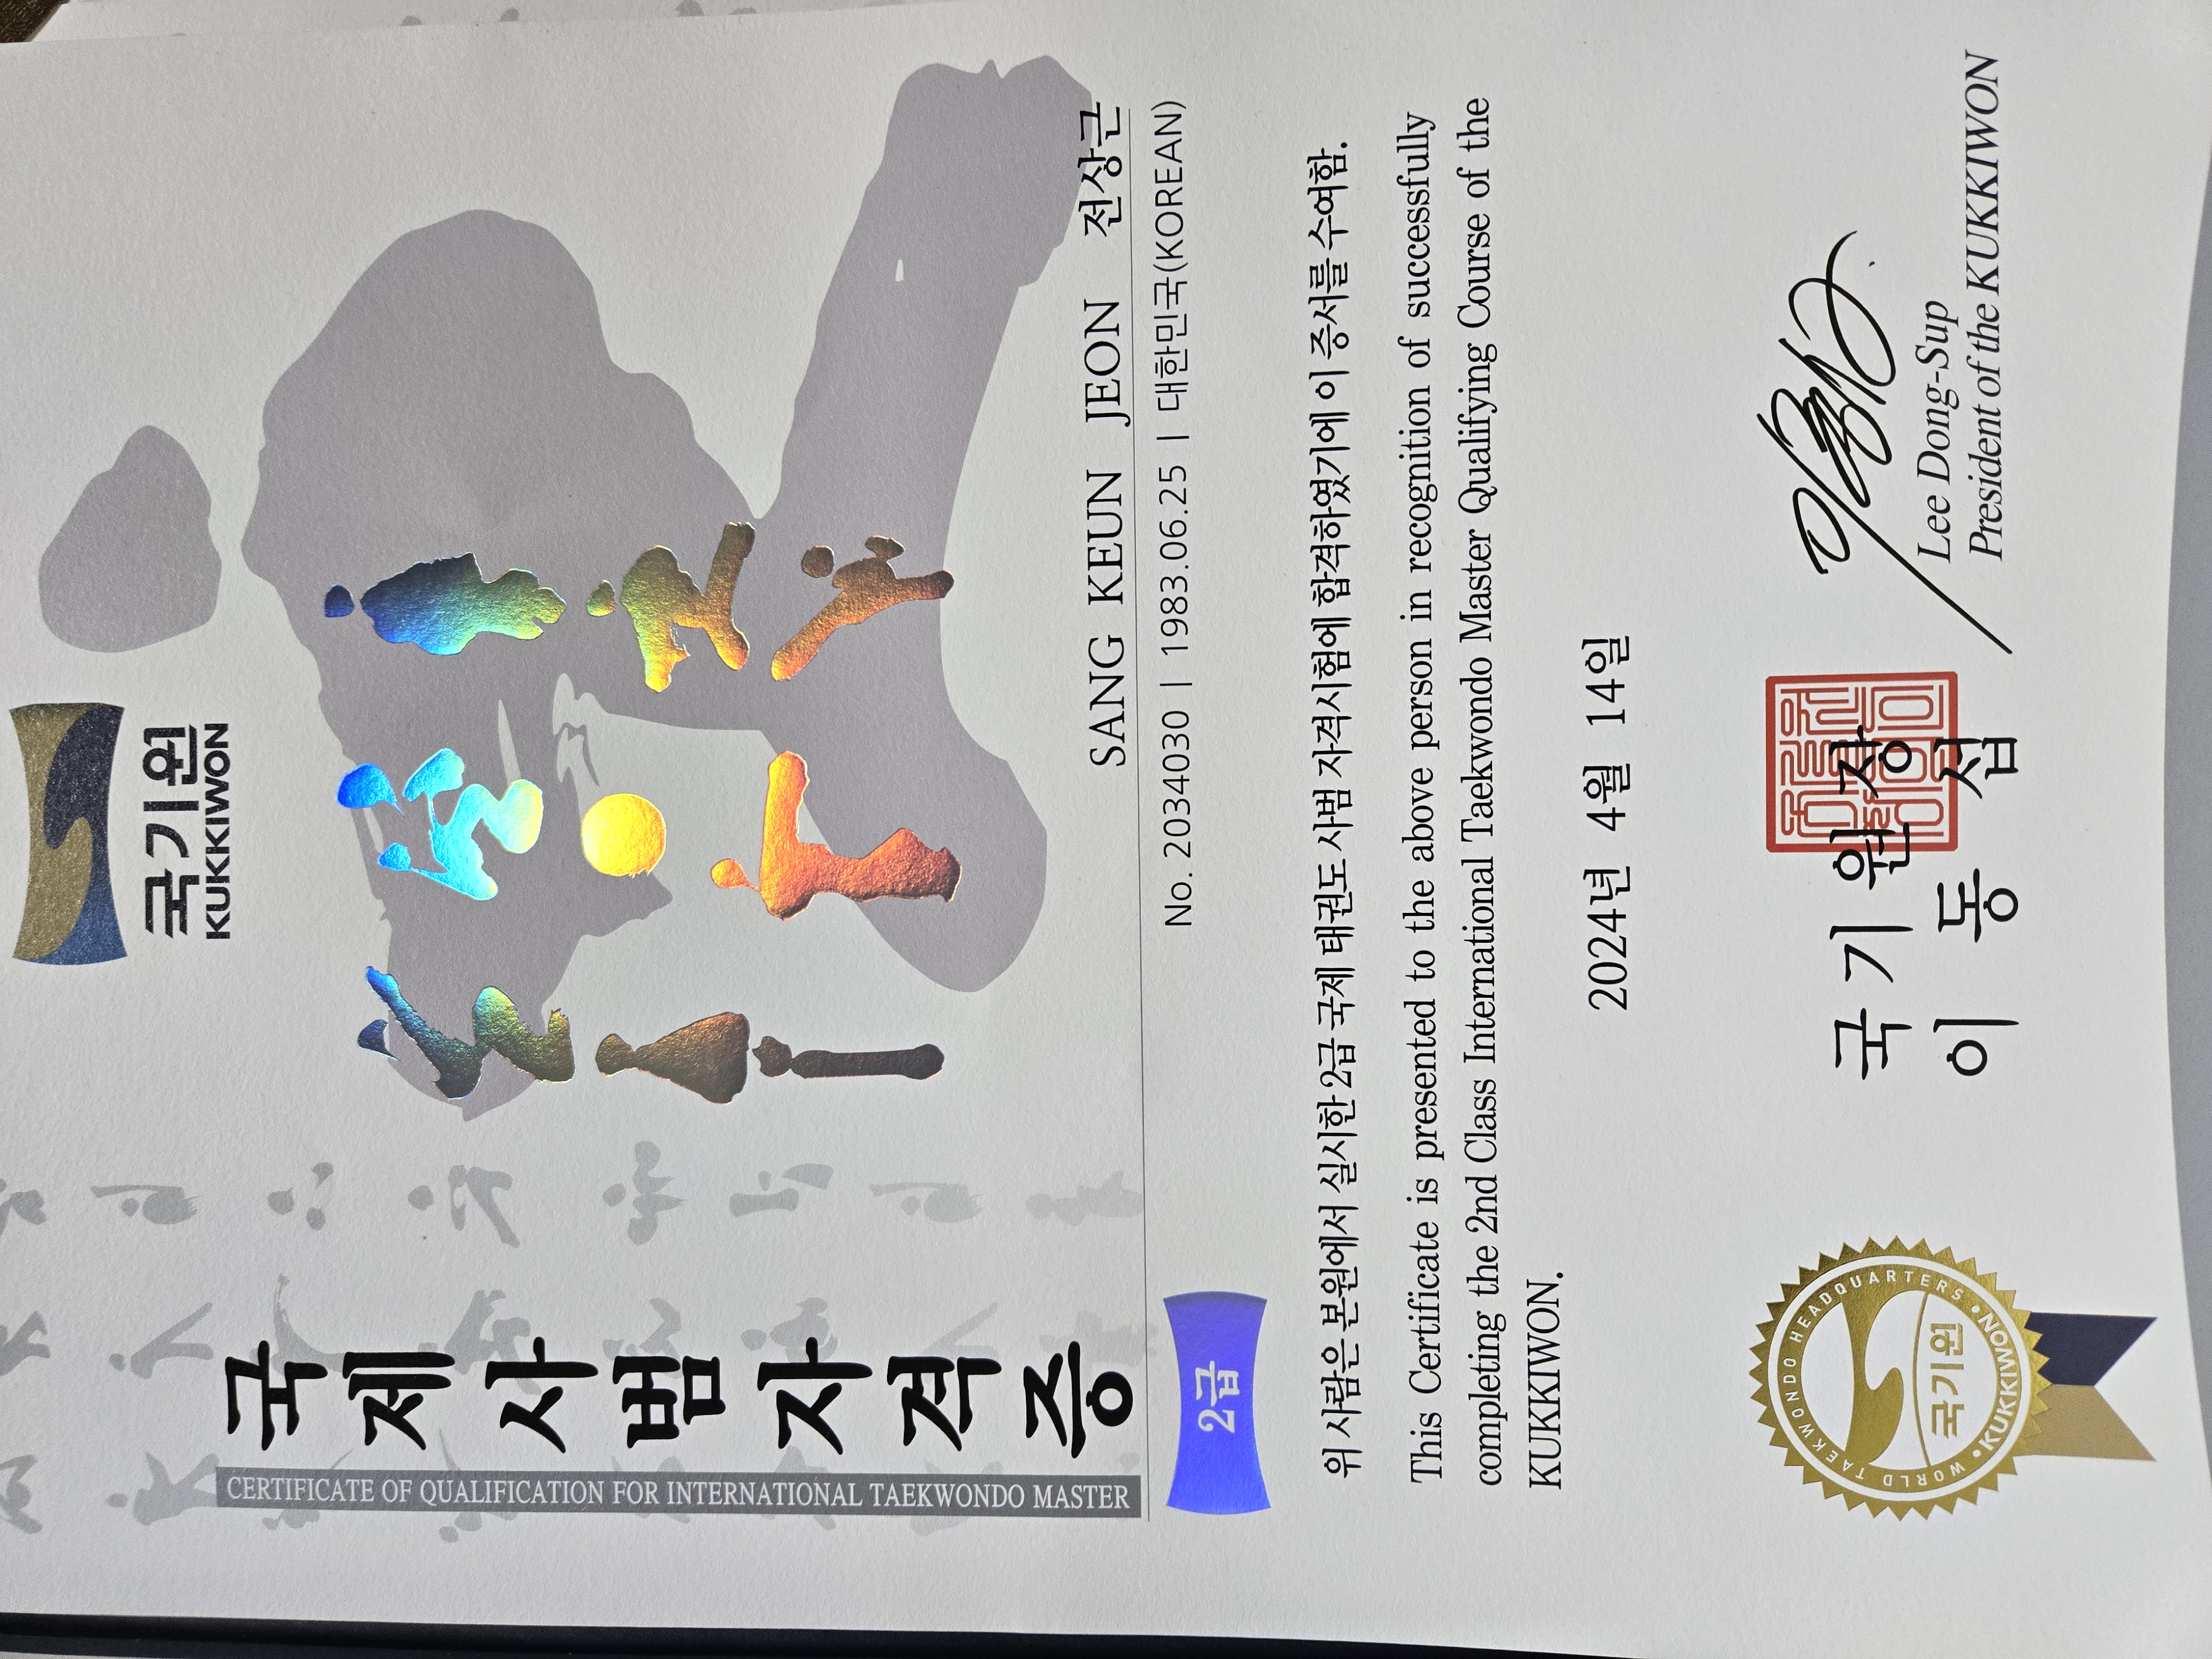 국기원
KUKKIWON
국제사범자격증
CERTIFICATE OF QUALIFICATION FOR INTERNATIONAL TAEKWONDO MASTER
2급
SANG KEUN JEON 전상근
No. 2034030 | 1983.06.25 | 대한민국(KOREAN)
위 사람은 본원에서 실시한 2급 국제 태권도 사범 자격시험에 합격하였기에 이 증서를 수여함.
This Certificate is presented to the above person in recognition of successfully
completing the 2nd Class International Taekwondo Master Qualifying Course of the
KUKKIWON.
2024년 4월 14일
국기원장
이동섭
Lee Dong-Sup
President of the KUKKIWON
WORLD TAEKWONDO HEADQUARTERS • KUKKIWON •
국기원